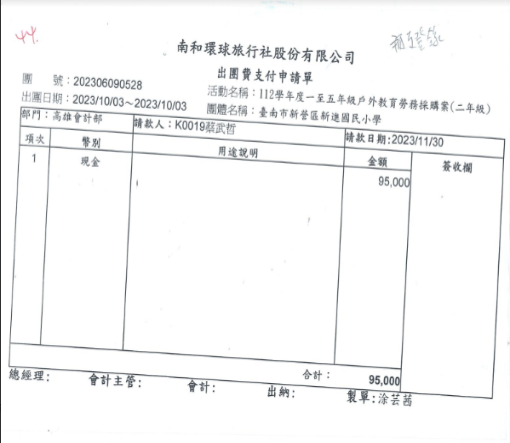 44.
南和環球旅行社股份有限公司
出團費支付申請單
團 號：202306090528
活動名稱：112學年度一至五年級戶外教育勞務採購案(二年級)
出團日期：2023/10/03～2023/10/03
團體名稱：臺南市新營區新進國民小學
部門：高雄會計部 請款人：K0019蔡武哲 請款日期:2023/11/30
項次 幣別 用途說明 金額 簽收欄
1 現金 95,000
合計： 95,000
總經理: 會計主管: 會計: 出納: 製單:涂芸茜